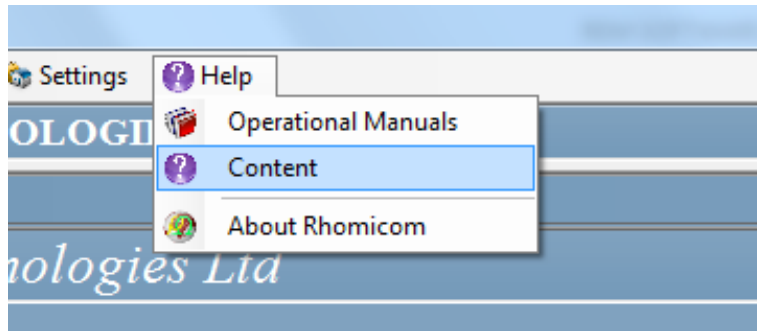 Settings Help
Operational Manuals
OLOGI
Content
About Rhomicom
nologies Ltd